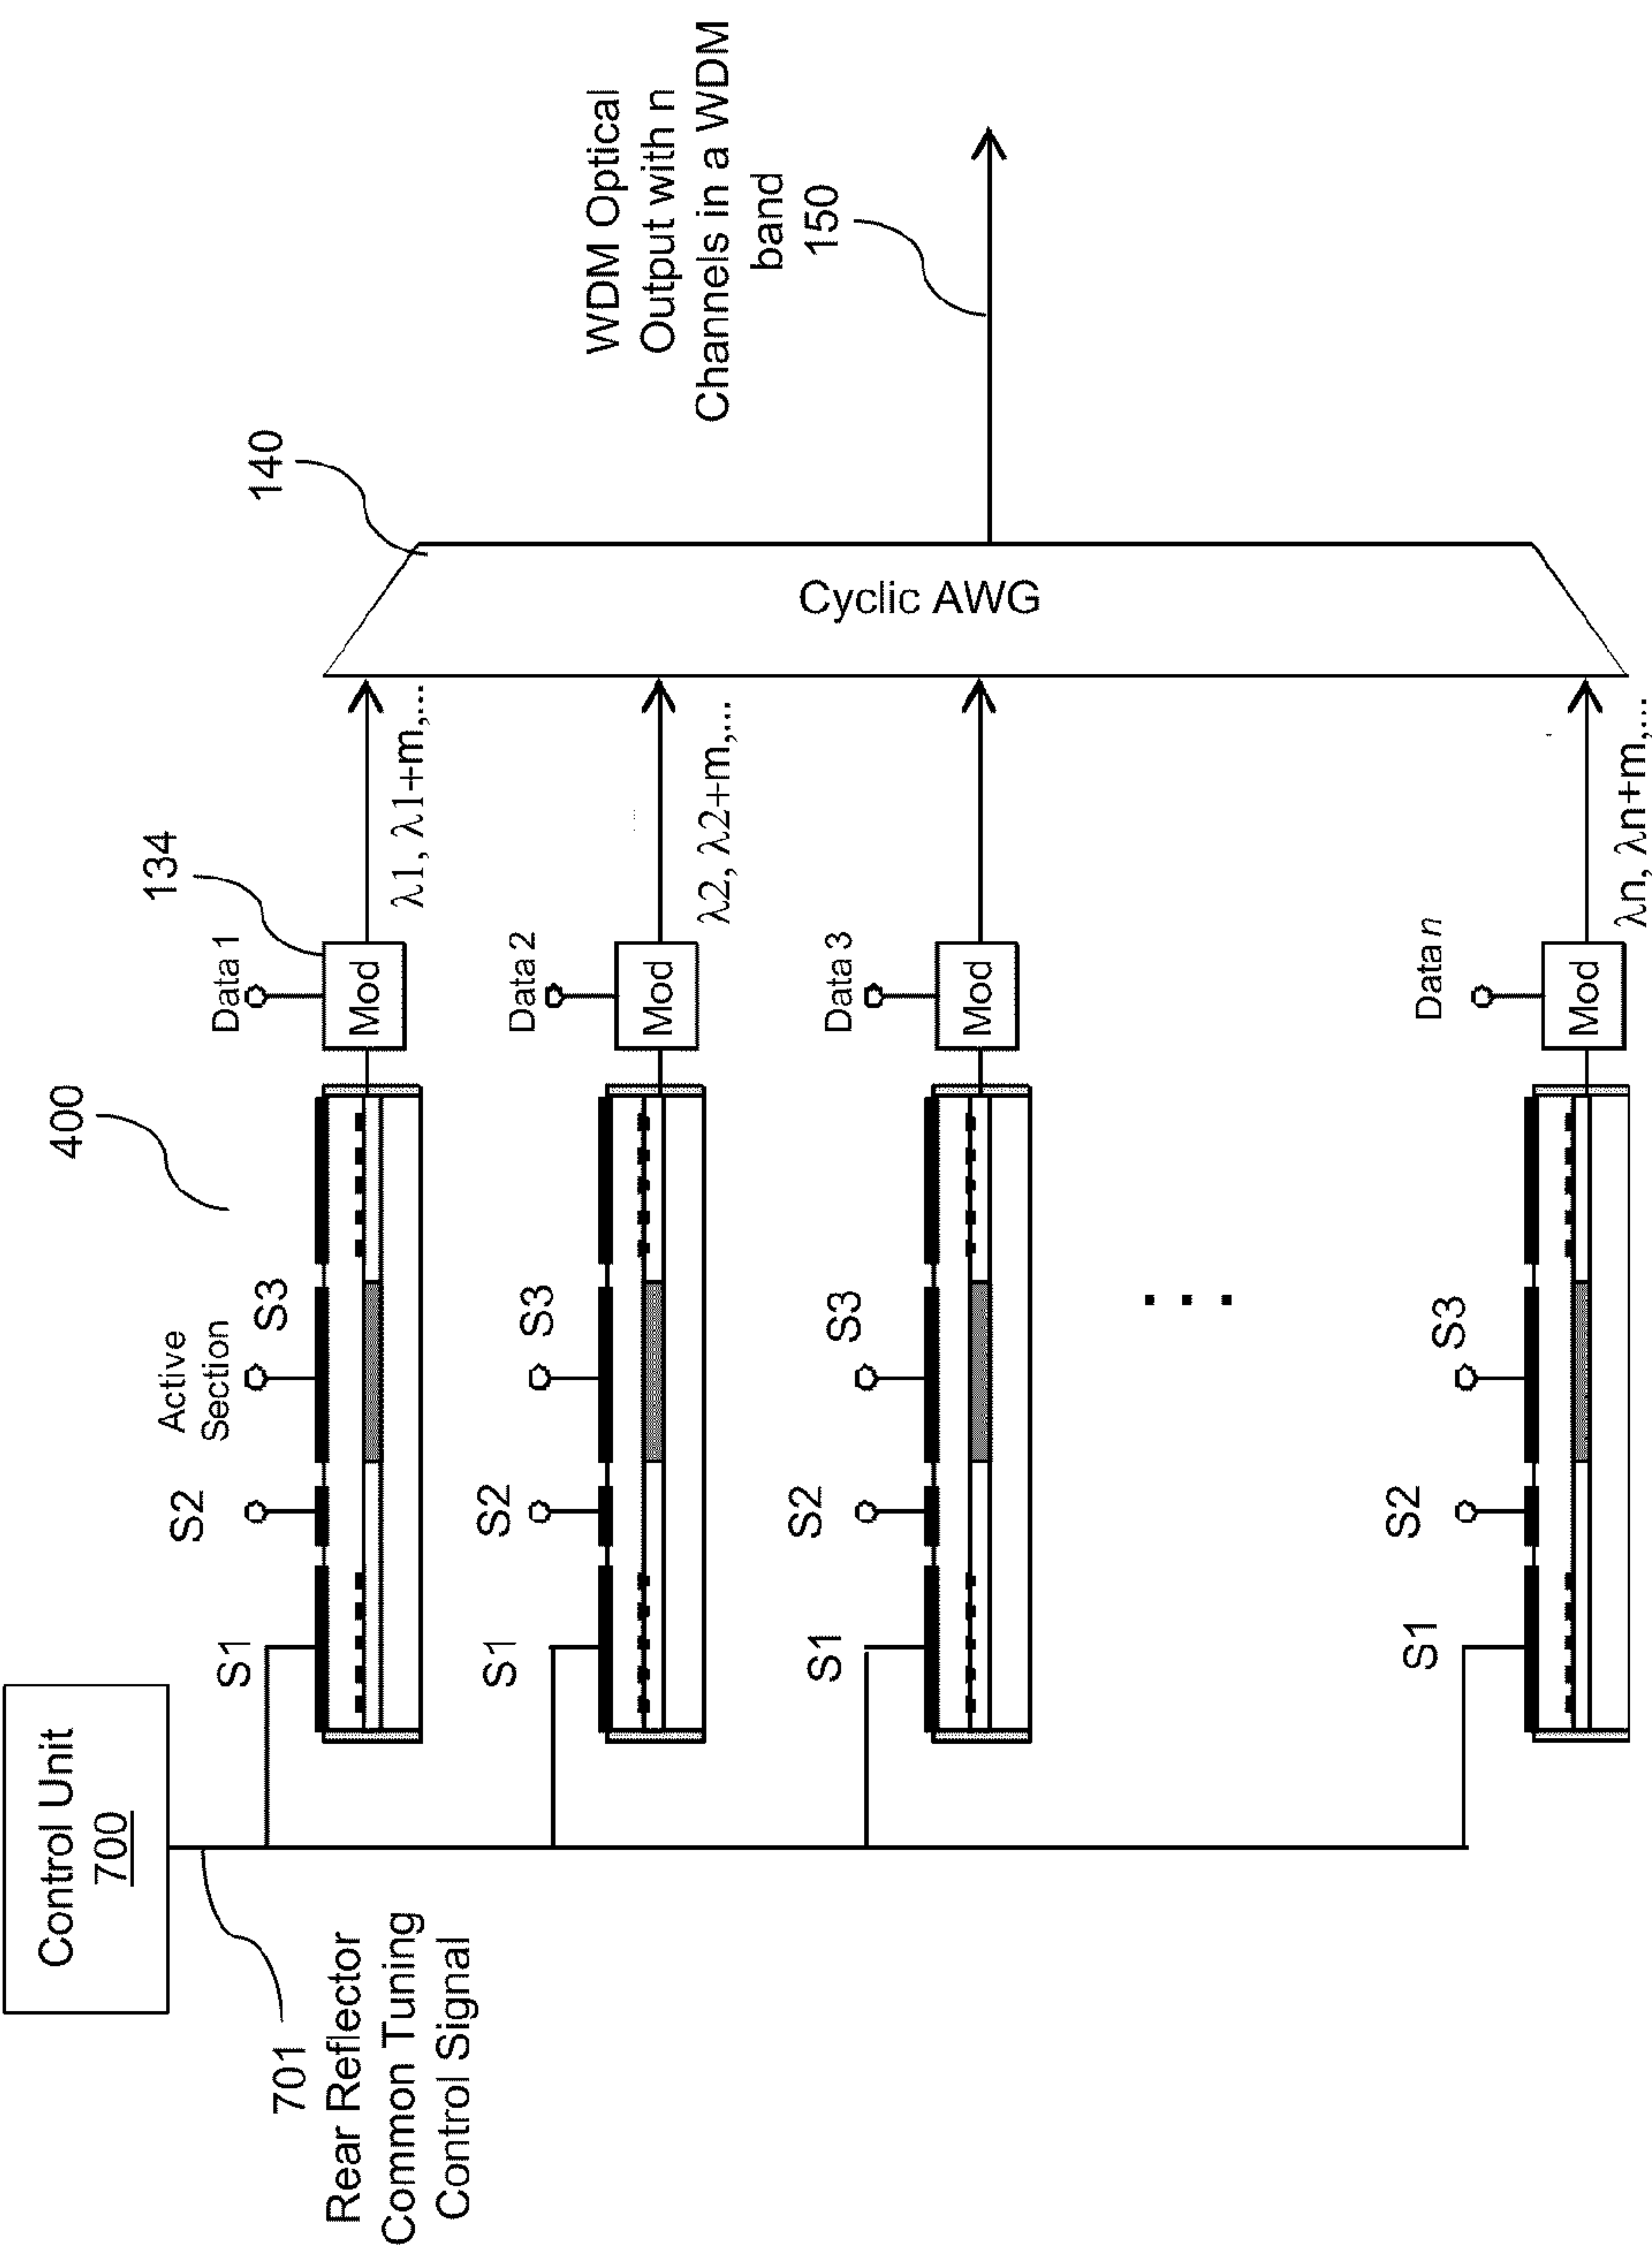 Control Unit
700
701
Rear Reflector
Common Tuning
Control Signal
400
S1
S2
Active
Section
S3
Data 1
Mod
134
λ1, λ1+m,...
S1
S2
S3
Data 2
Mod
λ2, λ2+m,...
S1
S2
S3
Data 3
Mod
...
S1
S2
S3
Data n
Mod
λn, λn+m,...
140
Cyclic AWG
WDM Optical
Output with n
Channels in a WDM
band
150